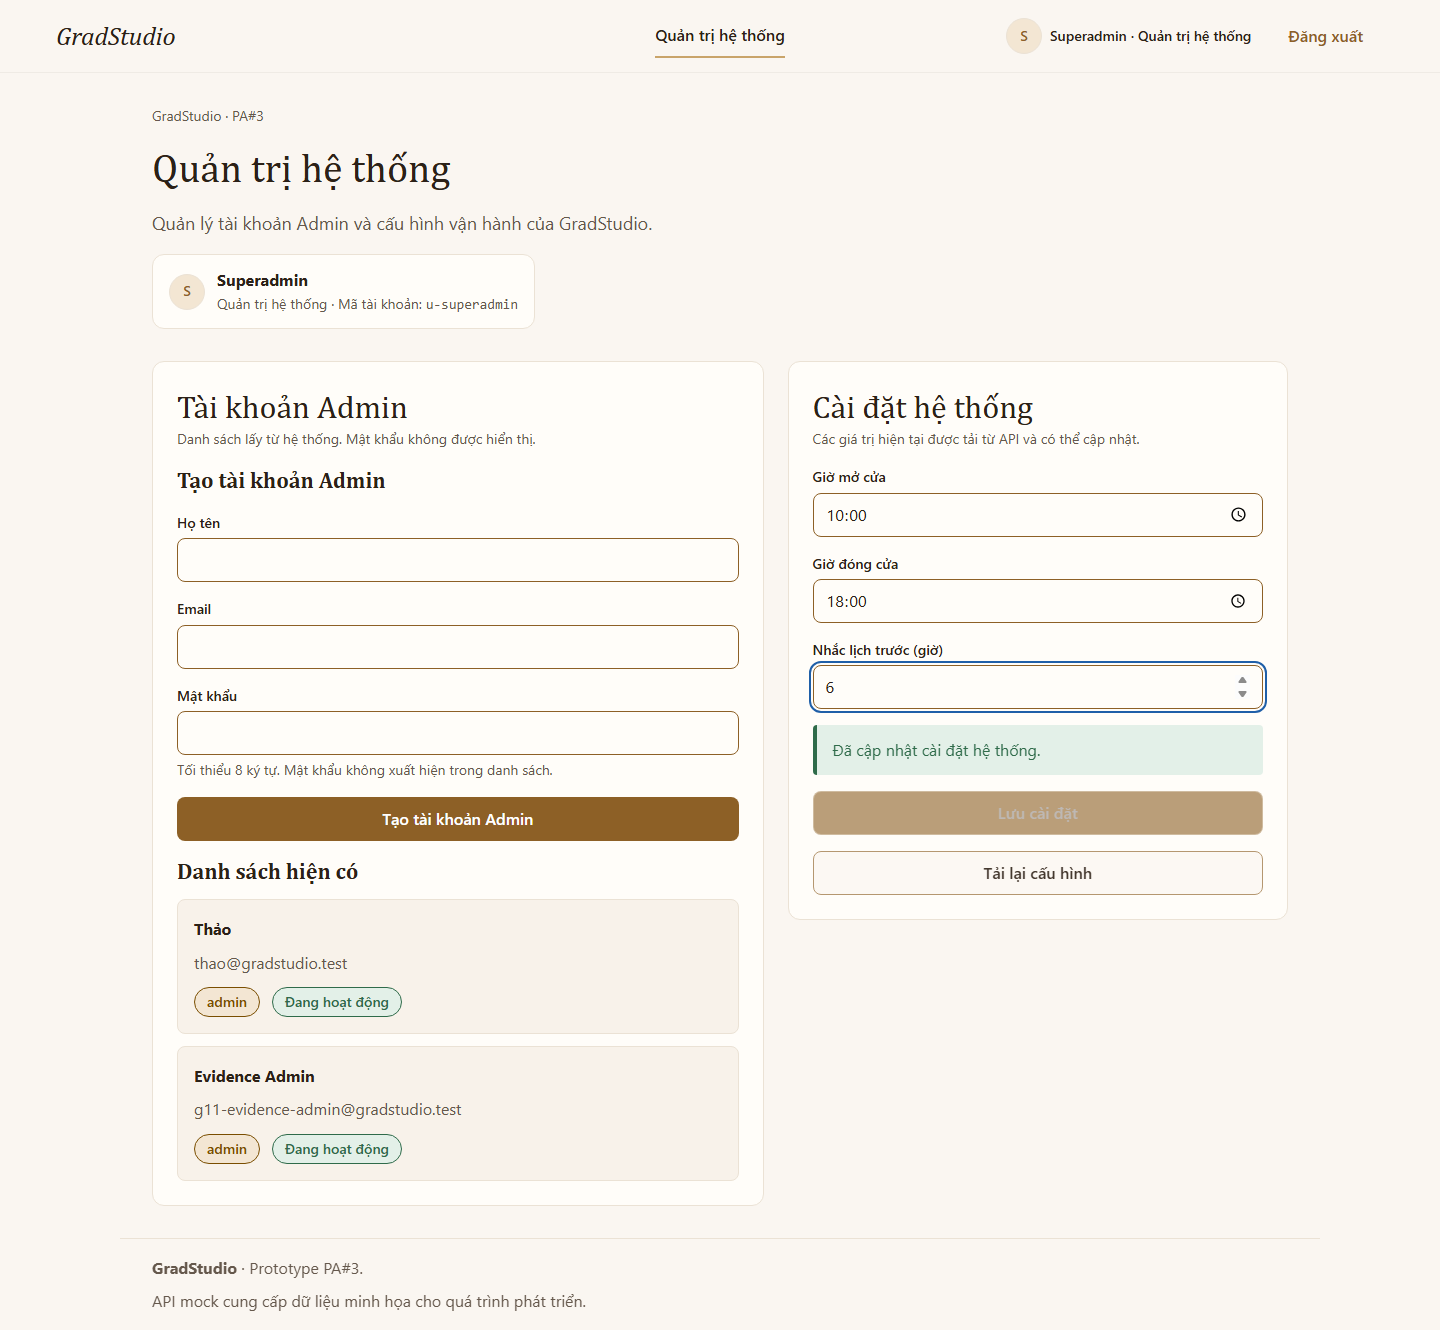 GradStudio
Quản trị hệ thống
S
Superadmin · Quản trị hệ thống
Đăng xuất
GradStudio · PA#3
Quản trị hệ thống
Quản lý tài khoản Admin và cấu hình vận hành của GradStudio.
S
Superadmin
Quản trị hệ thống · Mã tài khoản: u-superadmin
Tài khoản Admin
Danh sách lấy từ hệ thống. Mật khẩu không được hiển thị.
Tạo tài khoản Admin
Họ tên
Email
Mật khẩu
Tối thiểu 8 ký tự. Mật khẩu không xuất hiện trong danh sách.
Tạo tài khoản Admin
Danh sách hiện có
Thảo
thao@gradstudio.test
admin
Đang hoạt động
Evidence Admin
g11-evidence-admin@gradstudio.test
admin
Đang hoạt động
Cài đặt hệ thống
Các giá trị hiện tại được tải từ API và có thể cập nhật.
Giờ mở cửa
10:00
Giờ đóng cửa
18:00
Nhắc lịch trước (giờ)
6
Đã cập nhật cài đặt hệ thống.
Lưu cài đặt
Tải lại cấu hình
GradStudio · Prototype PA#3.
API mock cung cấp dữ liệu minh họa cho quá trình phát triển.